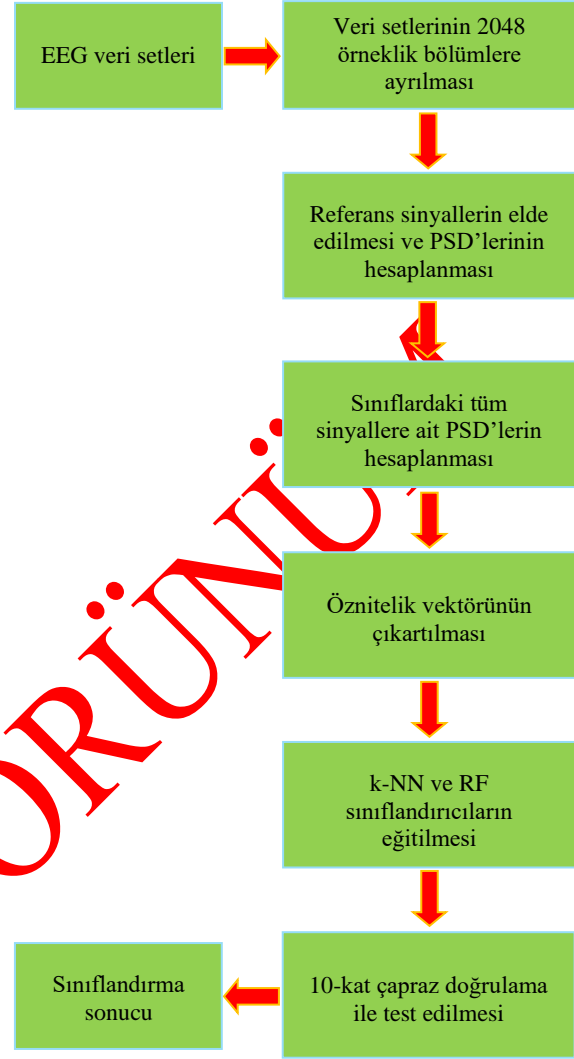 EEG veri setleri
Veri setlerinin 2048
örneklik bölümlere
ayrılması
Referans sinyallerin elde
edilmesi ve PSD’lerinin
hesaplanması
Sınıflardaki tüm
sinyallere ait PSD’lerin
hesaplanması
Öznitelik vektörünün
çıkartılması
k-NN ve RF
sınıflandırıcıların
eğitilmesi
10-kat çapraz doğrulama
ile test edilmesi
Sınıflandırma
sonucu